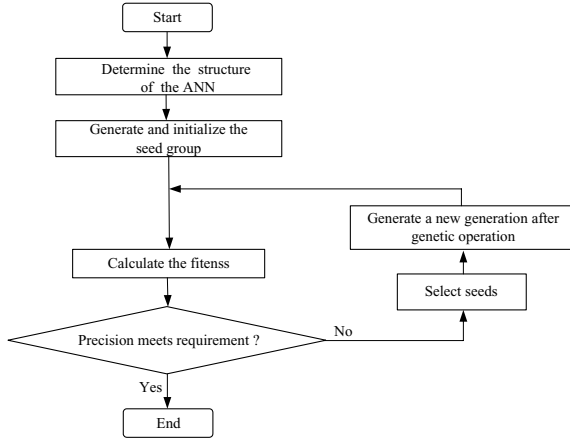 Start
Determine the structure
of the ANN
Generate and initialize the
seed group
Generate a new generation after
genetic operation
Calculate the fitenss
Select seeds
Precision meets requirement ?
No
Yes
End